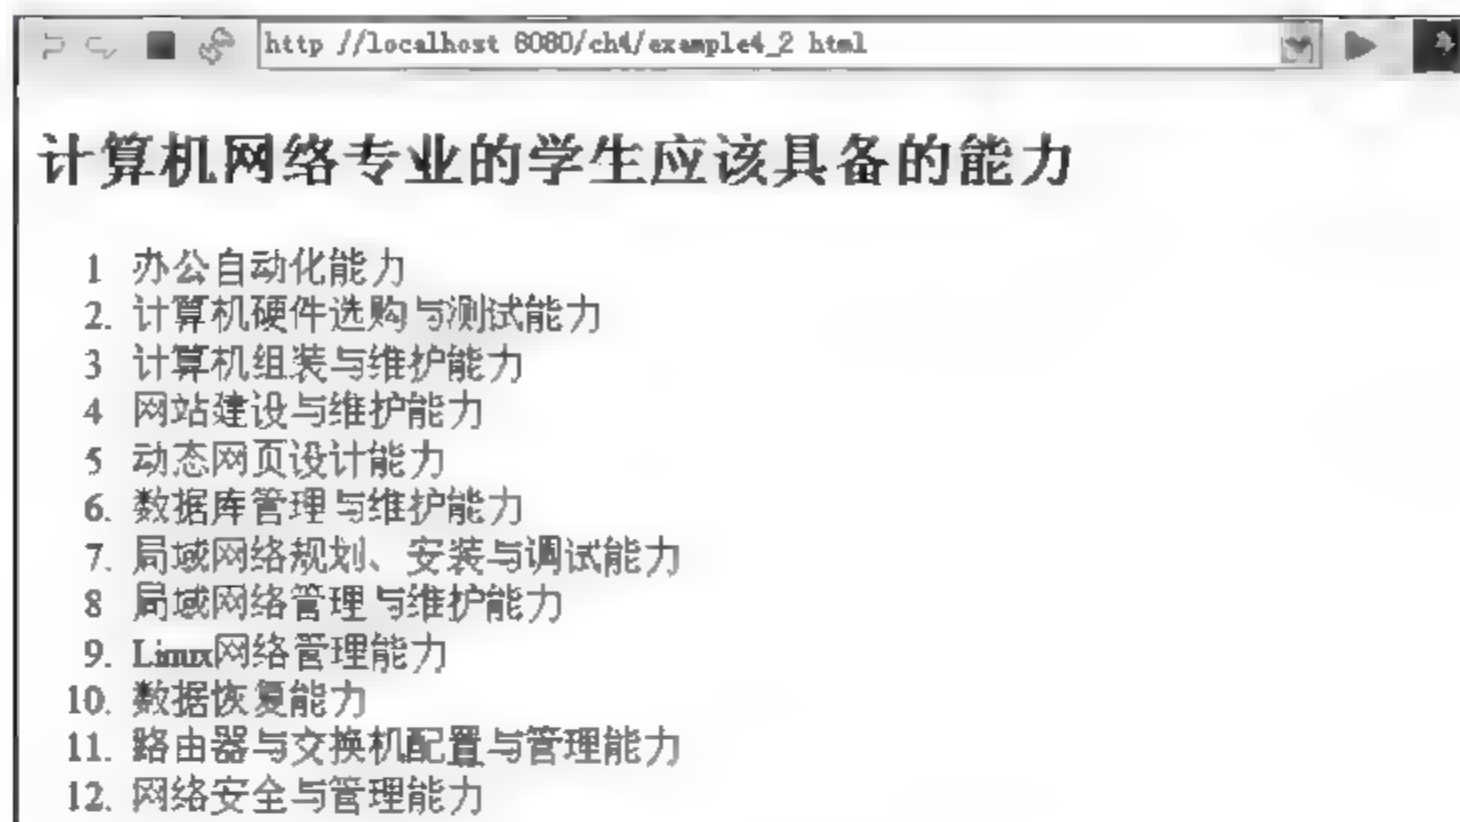 http //localhost 8080/ch4/example4_2 html
计算机网络专业的学生应该具备的能力
1 办公自动化能力
2. 计算机硬件选购与测试能力
3 计算机组装与维护能力
4 网站建设与维护能力
5 动态网页设计能力
6. 数据库管理与维护能力
7. 局域网络规划、安装与调试能力
8 局域网络管理与维护能力
9. Linux网络管理能力
10. 数据恢复能力
11. 路由器与交换机配置与管理能力
12. 网络安全与管理能力